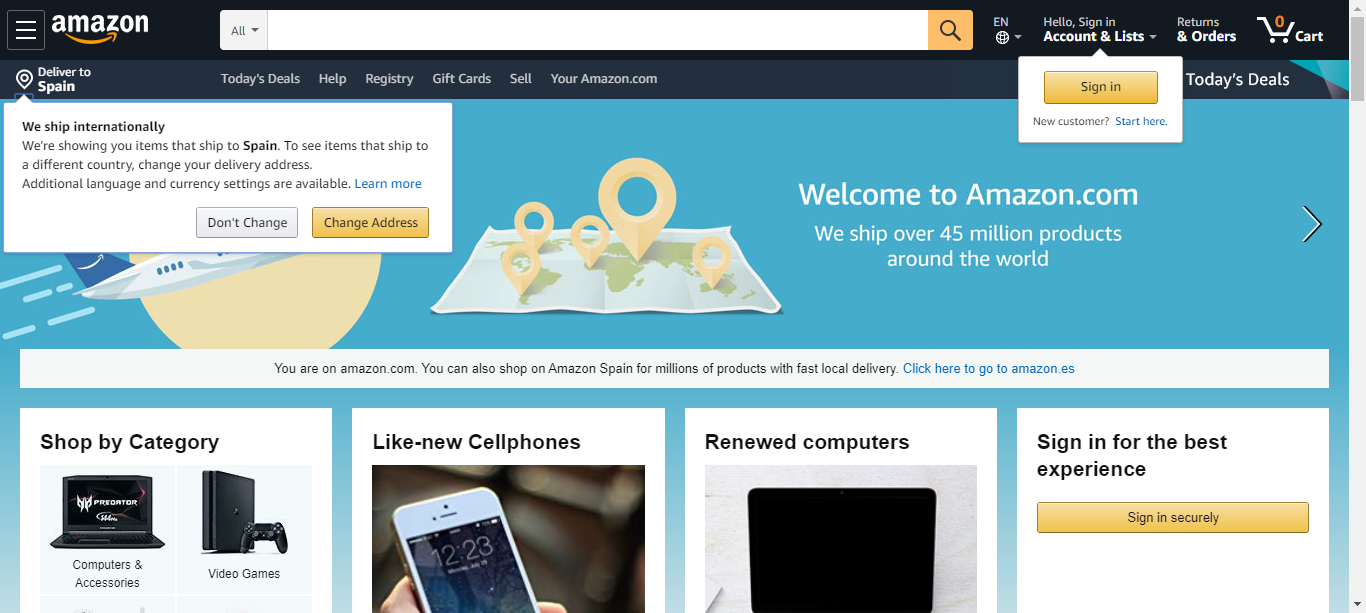 amazon
All
EN
Hello, Sign in
Account & Lists
Returns
& Orders
0
Cart
Deliver to
Spain
Today's Deals
Help
Registry
Gift Cards
Sell
Your Amazon.com
Today's Deals
Sign in
New customer? Start here.
We ship internationally
We're showing you items that ship to Spain. To see items that ship to
a different country, change your delivery address.
Additional language and currency settings are available. Learn more
Don't Change
Change Address
Welcome to Amazon.com
We ship over 45 million products
around the world
You are on amazon.com. You can also shop on Amazon Spain for millions of products with fast local delivery. Click here to go to amazon.es
Shop by Category
PREDATOR
Computers &
Accessories
Video Games
Like-new Cellphones
12:23
Renewed computers
Sign in for the best
experience
Sign in securely